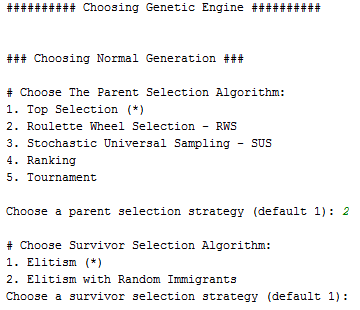 ########## Choosing Genetic Engine ##########
### Choosing Normal Generation ###
# Choose The Parent Selection Algorithm:
1. Top Selection (*)
2. Roulette Wheel Selection - RWS
3. Stochastic Universal Sampling - SUS
4. Ranking
5. Tournament
Choose a parent selection strategy (default 1): 2
# Choose Survivor Selection Algorithm:
1. Elitism (*)
2. Elitism with Random Immigrants
Choose a survivor selection strategy (default 1):